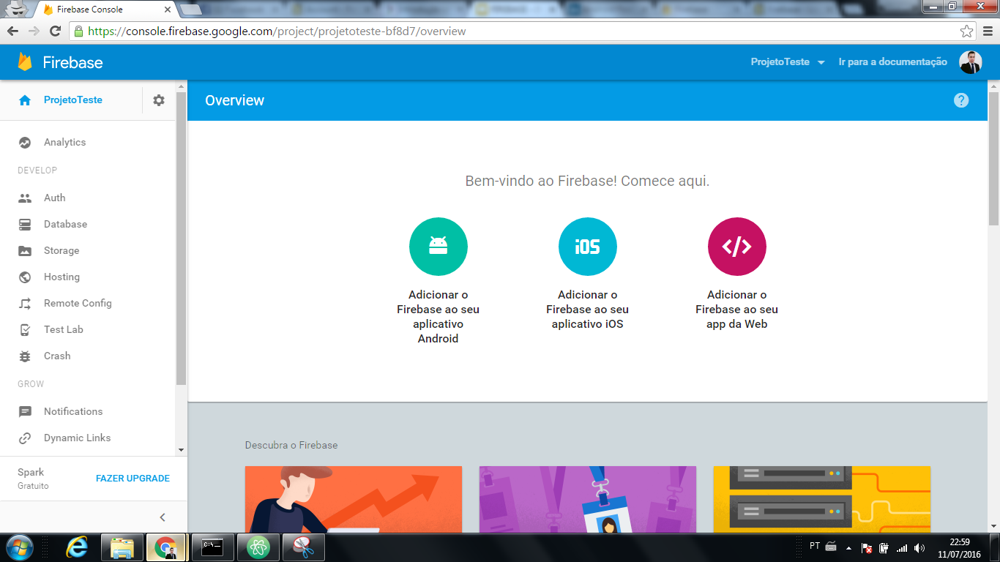 Firebase Console
https://console.firebase.google.com/project/projetoteste-bf8d7/overview
Firebase
ProjetoTeste
Ir para a documentação
ProjetoTeste
Overview
?
Analytics
DEVELOP
Auth
Database
Storage
Hosting
Remote Config
Test Lab
Crash
GROW
Notifications
Dynamic Links
Spark
Gratuito
FAZER UPGRADE
Bem-vindo ao Firebase! Comece aqui.
iOS
</>
Adicionar o
Firebase ao seu
aplicativo
Android
Adicionar o
Firebase ao seu
aplicativo iOS
Adicionar o
Firebase ao seu
app da Web
Descubra o Firebase
C:\.
PT
22:59
11/07/2016